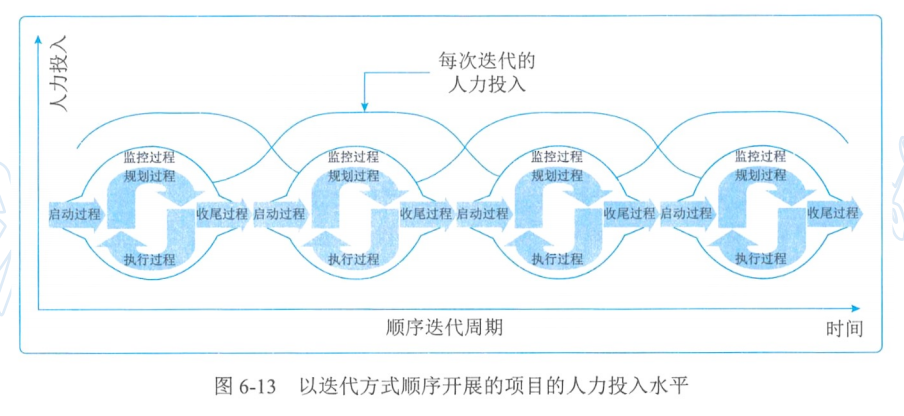 人力投入
每次迭代的
人力投入
监控过程
规划过程
启动过程
收尾过程
执行过程
监控过程
规划过程
启动过程
收尾过程
执行过程
监控过程
规划过程
启动过程
收尾过程
执行过程
监控过程
规划过程
启动过程
收尾过程
执行过程
顺序迭代周期
时间
图 6-13 以迭代方式顺序开展的项目的人力投入水平